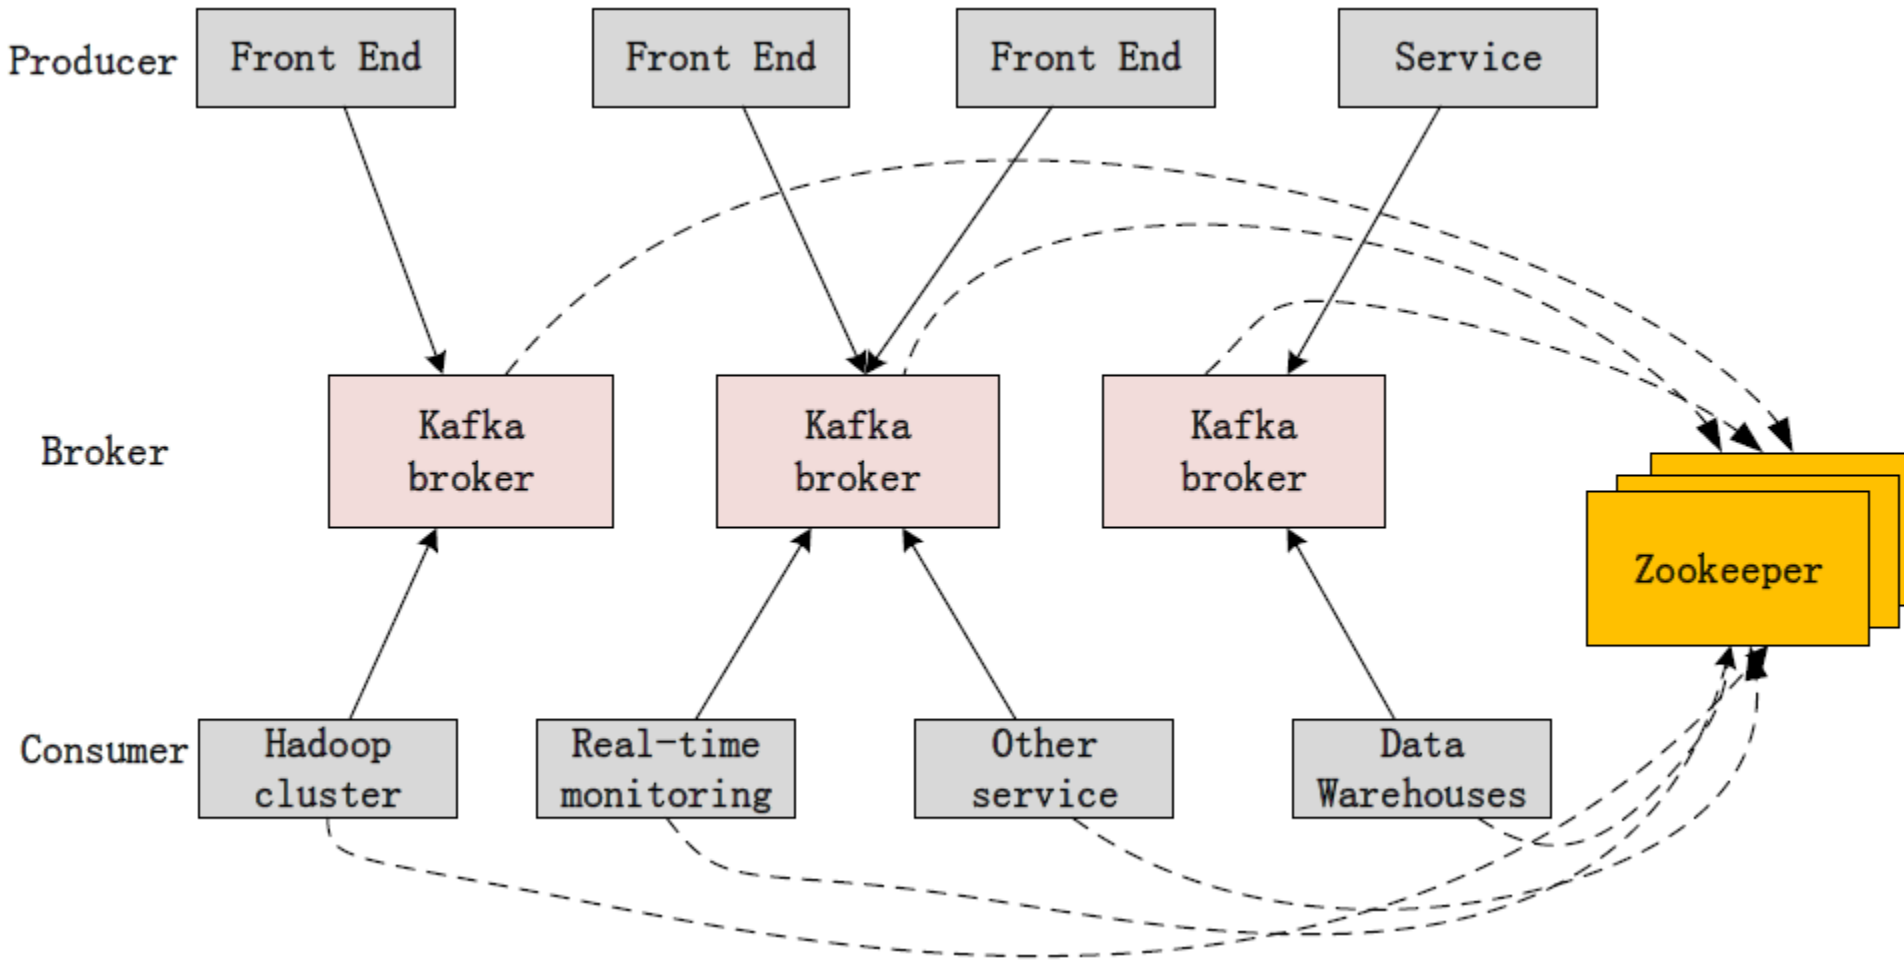 Producer
Front End
Front End
Front End
Service
Broker
Kafka
broker
Kafka
broker
Kafka
broker
Zookeeper
Consumer
Hadoop
cluster
Real-time
monitoring
Other
service
Data
Warehouses